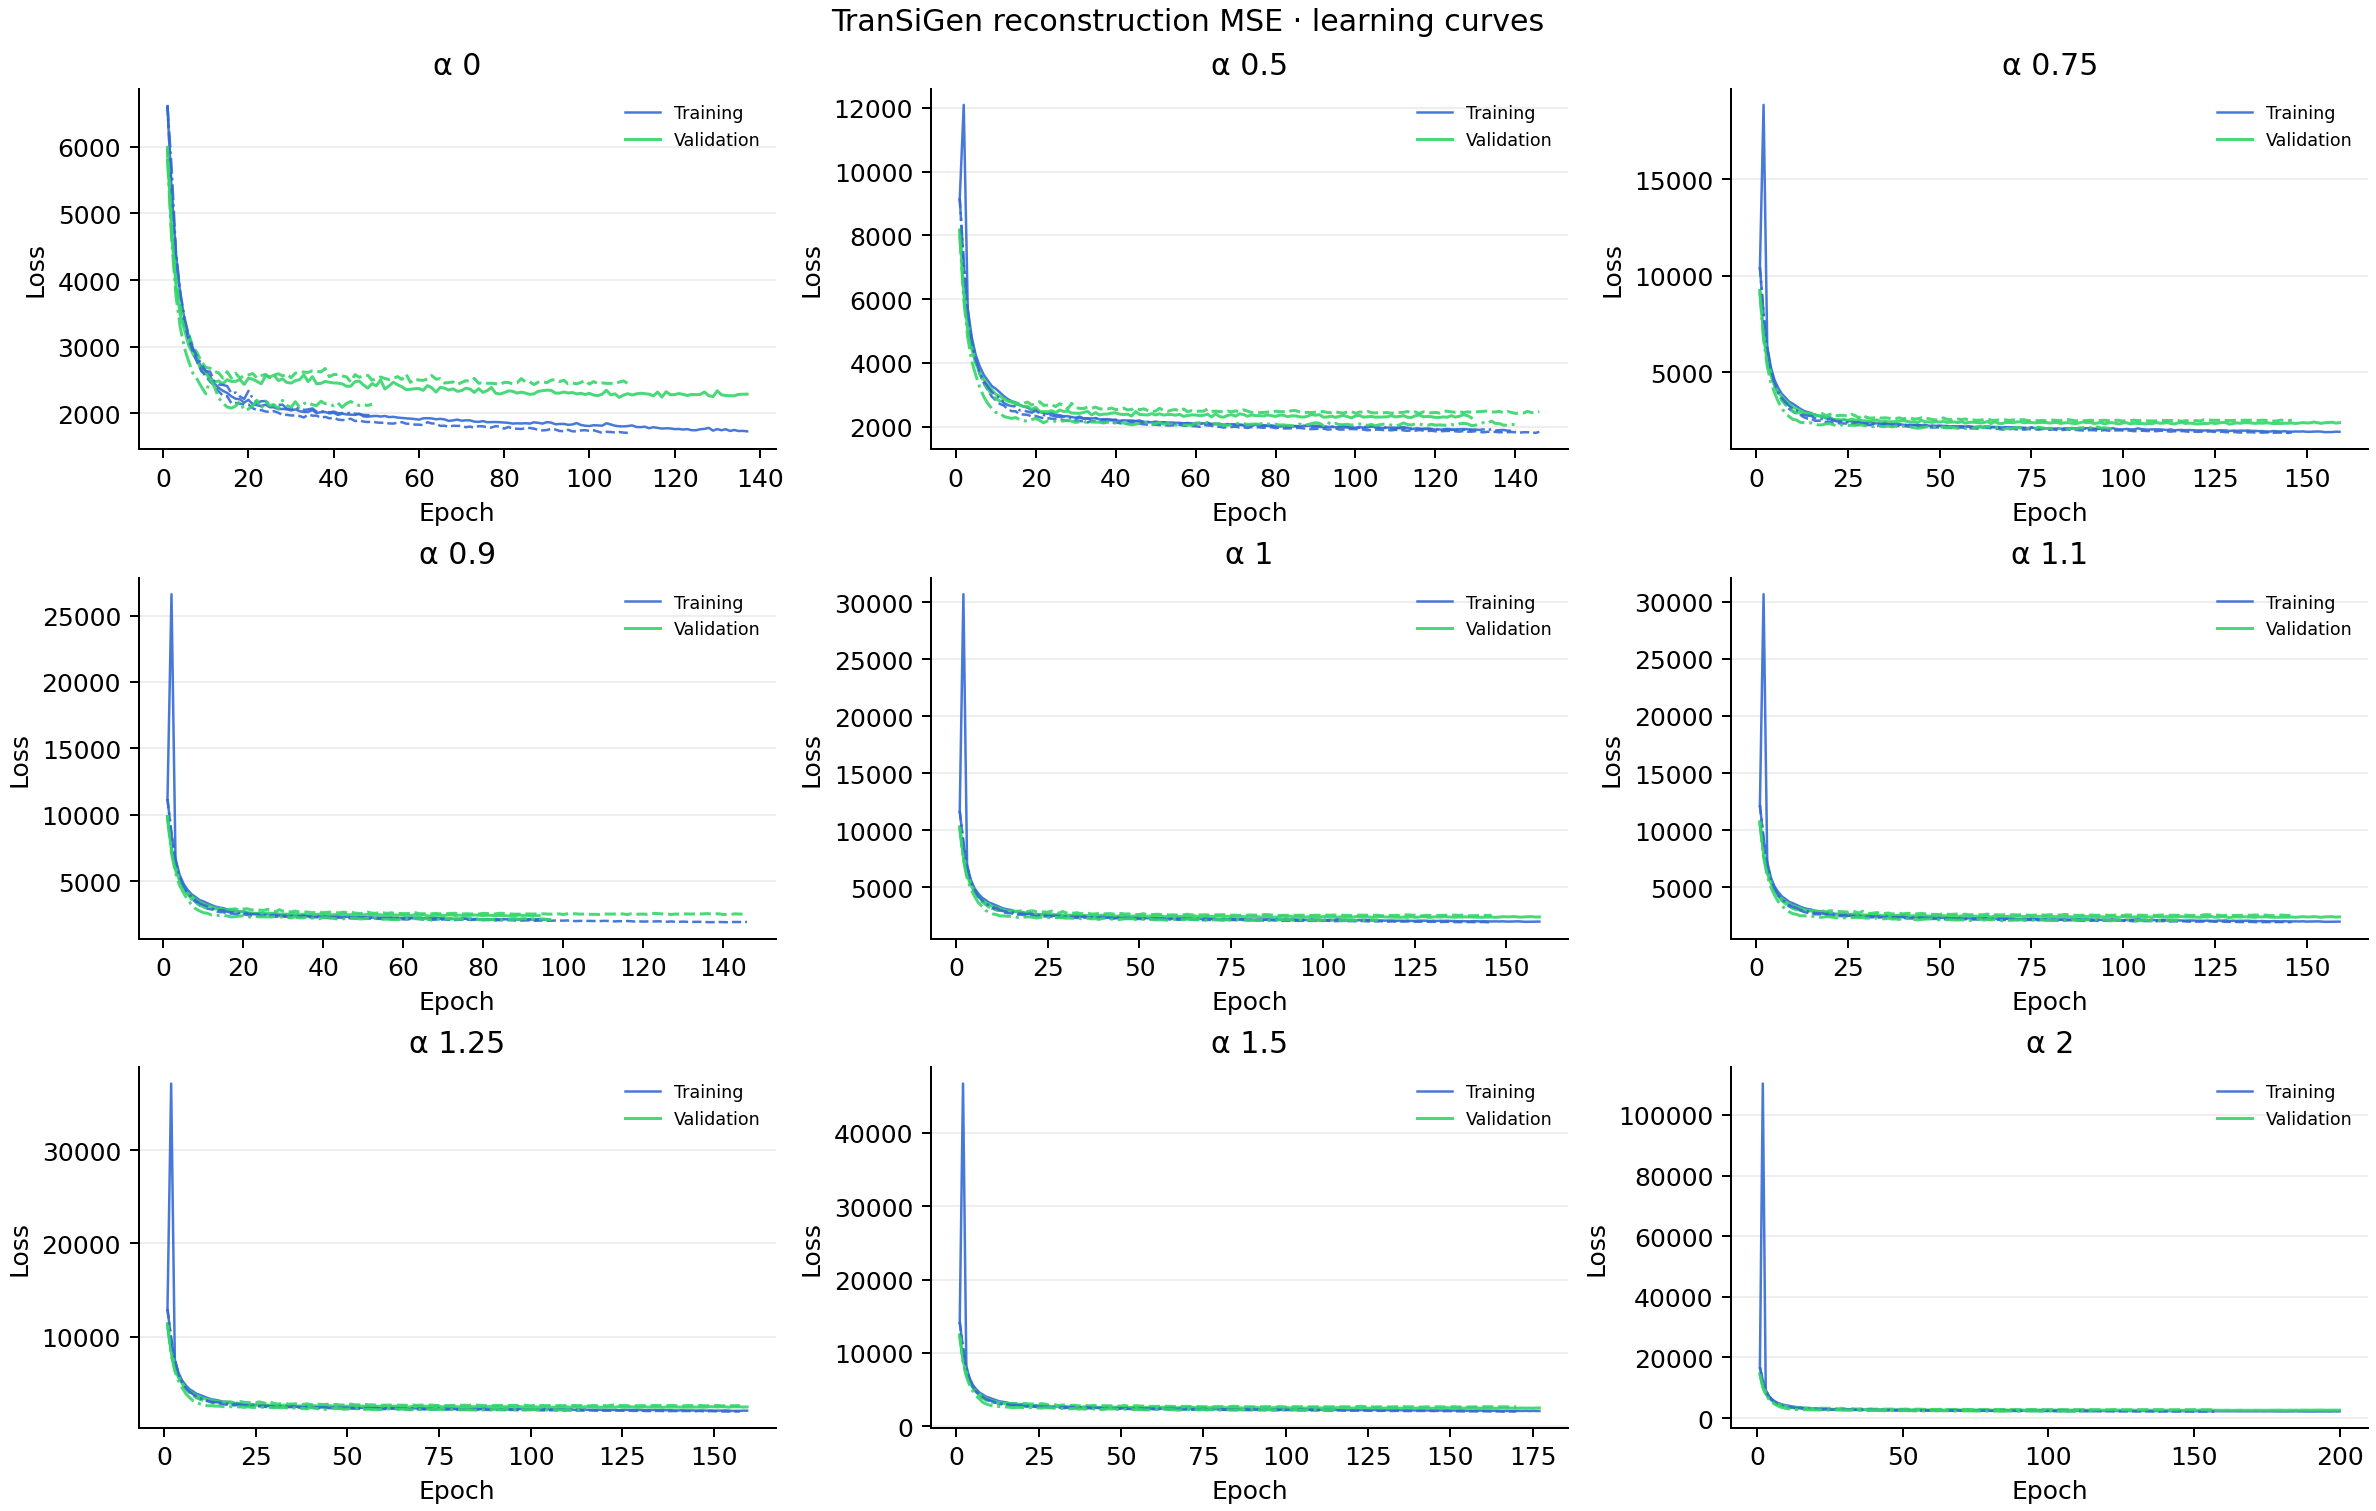 TranSiGen reconstruction MSE · learning curves
α 0
Training
Validation
Loss
6000
5000
4000
3000
2000
0 20 40 60 80 100 120 140
Epoch
α 0.5
Training
Validation
Loss
12000
10000
8000
6000
4000
2000
0 20 40 60 80 100 120 140
Epoch
α 0.75
Training
Validation
Loss
15000
10000
5000
0 25 50 75 100 125 150
Epoch
α 0.9
Training
Validation
Loss
25000
20000
15000
10000
5000
0 20 40 60 80 100 120 140
Epoch
α 1
Training
Validation
Loss
30000
25000
20000
15000
10000
5000
0 25 50 75 100 125 150
Epoch
α 1.1
Training
Validation
Loss
30000
25000
20000
15000
10000
5000
0 25 50 75 100 125 150
Epoch
α 1.25
Training
Validation
Loss
30000
20000
10000
0 25 50 75 100 125 150
Epoch
α 1.5
Training
Validation
Loss
40000
30000
20000
10000
0
0 25 50 75 100 125 150 175
Epoch
α 2
Training
Validation
Loss
100000
80000
60000
40000
20000
0
0 50 100 150 200
Epoch